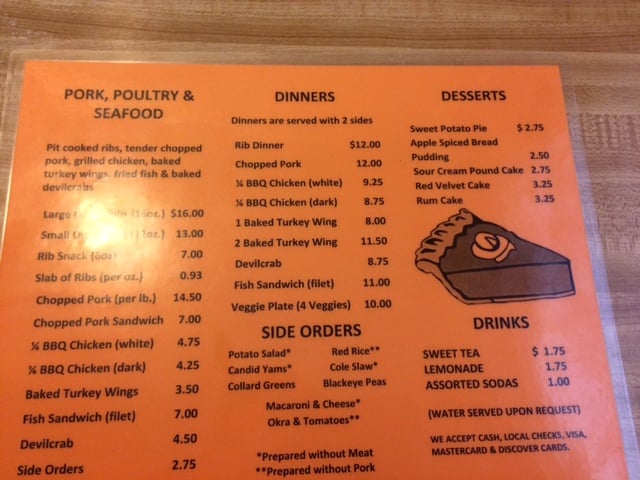 PORK, POULTRY &
SEAFOOD
Pit cooked ribs, tender chopped
pork, grilled chicken, baked
turkey wings, fried fish & baked
devilcrabs
Large Ribs (16oz.) $16.00
Small 13.00
Rib Snack (6oz) 7.00
Slab of Ribs (per oz.) 0.93
Chopped Pork (per lb.) 14.50
Chopped Pork Sandwich 7.00
¼ BBQ Chicken (white) 4.75
¼ BBQ Chicken (dark) 4.25
Baked Turkey Wings 3.50
Fish Sandwich (filet) 7.00
Devilcrab 4.50
Side Orders 2.75
DINNERS
Dinners are served with 2 sides
Rib Dinner $12.00
Chopped Pork 12.00
¼ BBQ Chicken (white) 9.25
¼ BBQ Chicken (dark) 8.75
1 Baked Turkey Wing 8.00
2 Baked Turkey Wing 11.50
Devilcrab 8.75
Fish Sandwich (filet) 11.00
Veggie Plate (4 Veggies) 10.00
SIDE ORDERS
Potato Salad* Red Rice**
Candid Yams* Cole Slaw*
Collard Greens Blackeye Peas
Macaroni & Cheese*
Okra & Tomatoes**
*Prepared without Meat
**Prepared without Pork
DESSERTS
Sweet Potato Pie $ 2.75
Apple Spiced Bread
Pudding 2.50
Sour Cream Pound Cake 2.75
Red Velvet Cake 3.25
Rum Cake 3.25
DRINKS
SWEET TEA $ 1.75
LEMONADE 1.75
ASSORTED SODAS 1.00
(WATER SERVED UPON REQUEST)
WE ACCEPT CASH, LOCAL CHECKS, VISA,
MASTERCARD & DISCOVER CARDS.